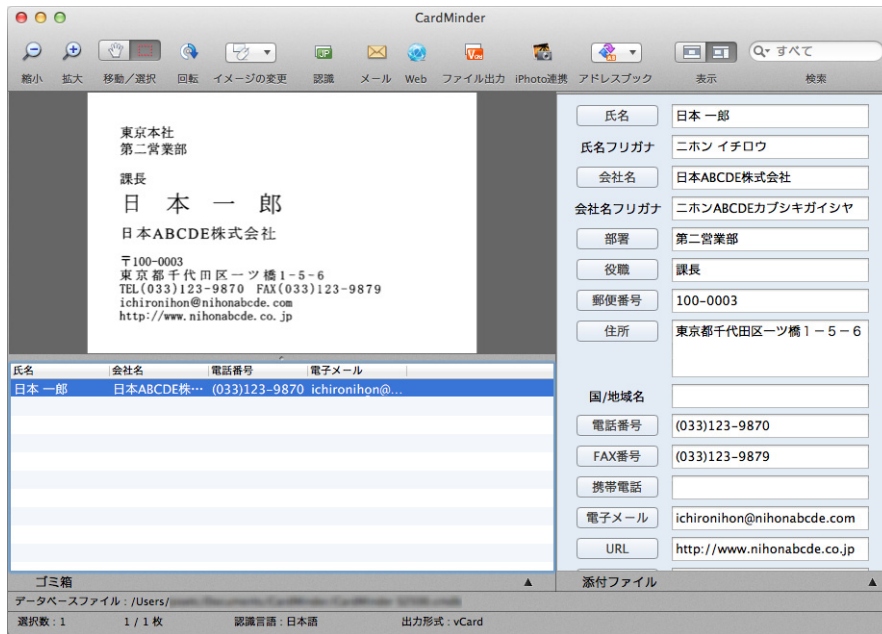 CardMinder
縮小 拡大 移動／選択 回転 イメージの変更 認識 メール Web ファイル出力 iPhoto連携 アドレスブック 表示 検索
すべて
東京本社
第二営業部
課長
日 本 一 郎
日本ABCDE株式会社
〒100-0003
東京都千代田区一ツ橋1-5-6
TEL(033)123-9870 FAX(033)123-9879
ichironihon@nihonabcde.com
http://www.nihonabcde.co.jp
氏名 会社名 電話番号 電子メール
日本 一郎 日本ABCDE株… (033)123-9870 ichironihon@...
ゴミ箱
氏名 日本 一郎
氏名フリガナ ニホン イチロウ
会社名 日本ABCDE株式会社
会社名フリガナ ニホンABCDEカブシキガイシヤ
部署 第二営業部
役職 課長
郵便番号 100-0003
住所 東京都千代田区一ツ橋１－５－６
国/地域名
電話番号 (033)123-9870
FAX番号 (033)123-9879
携帯電話
電子メール ichironihon@nihonabcde.com
URL http://www.nihonabcde.co.jp
添付ファイル
データベースファイル：/Users/
選択数：1 1 / 1 枚 認識言語：日本語 出力形式：vCard